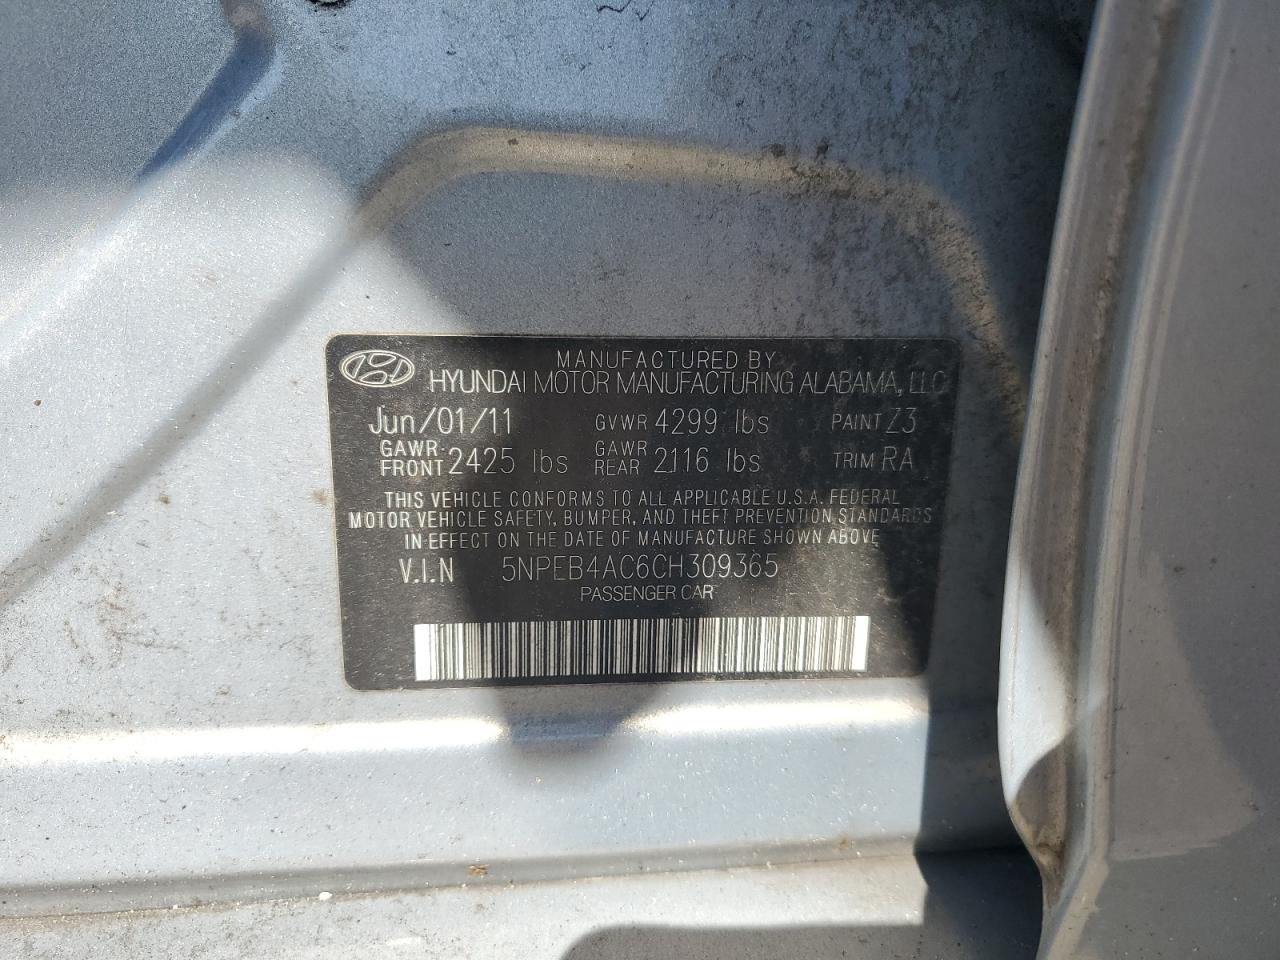 MANUFACTURED BY
HYUNDAI MOTOR MANUFACTURING ALABAMA, LLC
Jun/01/11 GVWR 4299 lbs PAINT Z3
GAWR FRONT 2425 lbs GAWR REAR 2116 lbs TRIM RA
THIS VEHICLE CONFORMS TO ALL APPLICABLE U.S.A. FEDERAL
MOTOR VEHICLE SAFETY, BUMPER, AND THEFT PREVENTION STANDARDS
IN EFFECT ON THE DATE OF MANUFACTURE SHOWN ABOVE
V.I.N 5NPEB4AC6CH309365
PASSENGER CAR